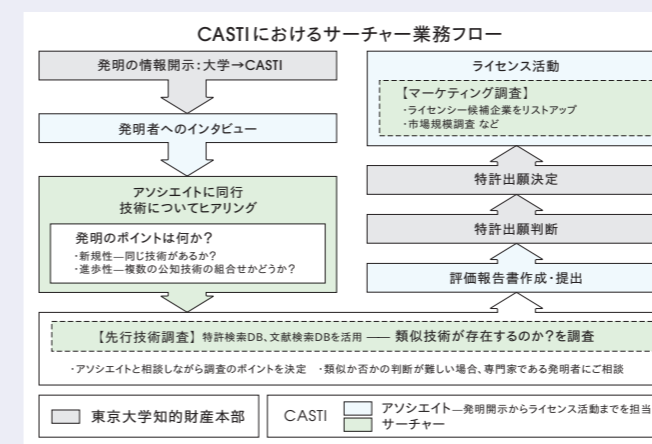 CASTIにおけるサーチャー業務フロー
発明の情報開示：大学→CASTI
発明者へのインタビュー
アソシエイトに同行
技術についてヒアリング
発明のポイントは何か？
・新規性―同じ技術があるか？
・進歩性―複数の公知技術の組合せかどうか？
ライセンス活動
【マーケティング調査】
・ライセンシー候補企業をリストアップ
・市場規模調査 など
特許出願決定
特許出願判断
評価報告書作成・提出
【先行技術調査】特許検索DB、文献検索DBを活用 ―― 類似技術が存在するのか？を調査
・アソシエイトと相談しながら調査のポイントを決定　・類似か否かの判断が難しい場合、専門家である発明者にご相談
東京大学知的財産本部
CASTI
アソシエイト―発明開示からライセンス活動までを担当
サーチャー